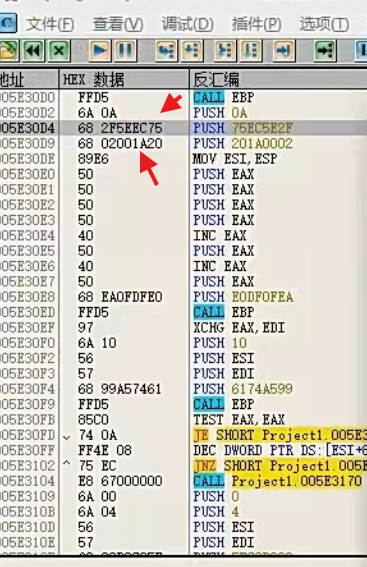 C 文件(F) 查看(V) 调试(D) 插件(P) 选项(T)
地址 HEX 数据 反汇编
005E30D0 FFD5 CALL EBP
005E30D2 6A 0A PUSH 0A
005E30D4 68 2F5EEC75 PUSH 75EC5E2F
005E30D9 68 02001A20 PUSH 201A0002
005E30DE 89E6 MOV ESI,ESP
005E30E0 50 PUSH EAX
005E30E1 50 PUSH EAX
005E30E2 50 PUSH EAX
005E30E3 50 PUSH EAX
005E30E4 40 INC EAX
005E30E5 50 PUSH EAX
005E30E6 40 INC EAX
005E30E7 50 PUSH EAX
005E30E8 68 EA0FDFE0 PUSH E0DF0FEA
005E30ED FFD5 CALL EBP
005E30EF 97 XCHG EAX,EDI
005E30F0 6A 10 PUSH 10
005E30F2 56 PUSH ESI
005E30F3 57 PUSH EDI
005E30F4 68 99A57461 PUSH 6174A599
005E30F9 FFD5 CALL EBP
005E30FB 85C0 TEST EAX,EAX
005E30FD 74 0A JE SHORT Project1.005E3
005E30FF FF4E 08 DEC DWORD PTR DS:[ESI+8
005E3102 ^ 75 EC JNZ SHORT Project1.005E
005E3104 E8 67000000 CALL Project1.005E3170
005E3109 6A 00 PUSH 0
005E310B 6A 04 PUSH 4
005E310D 56 PUSH ESI
005E310E 57 PUSH EDI